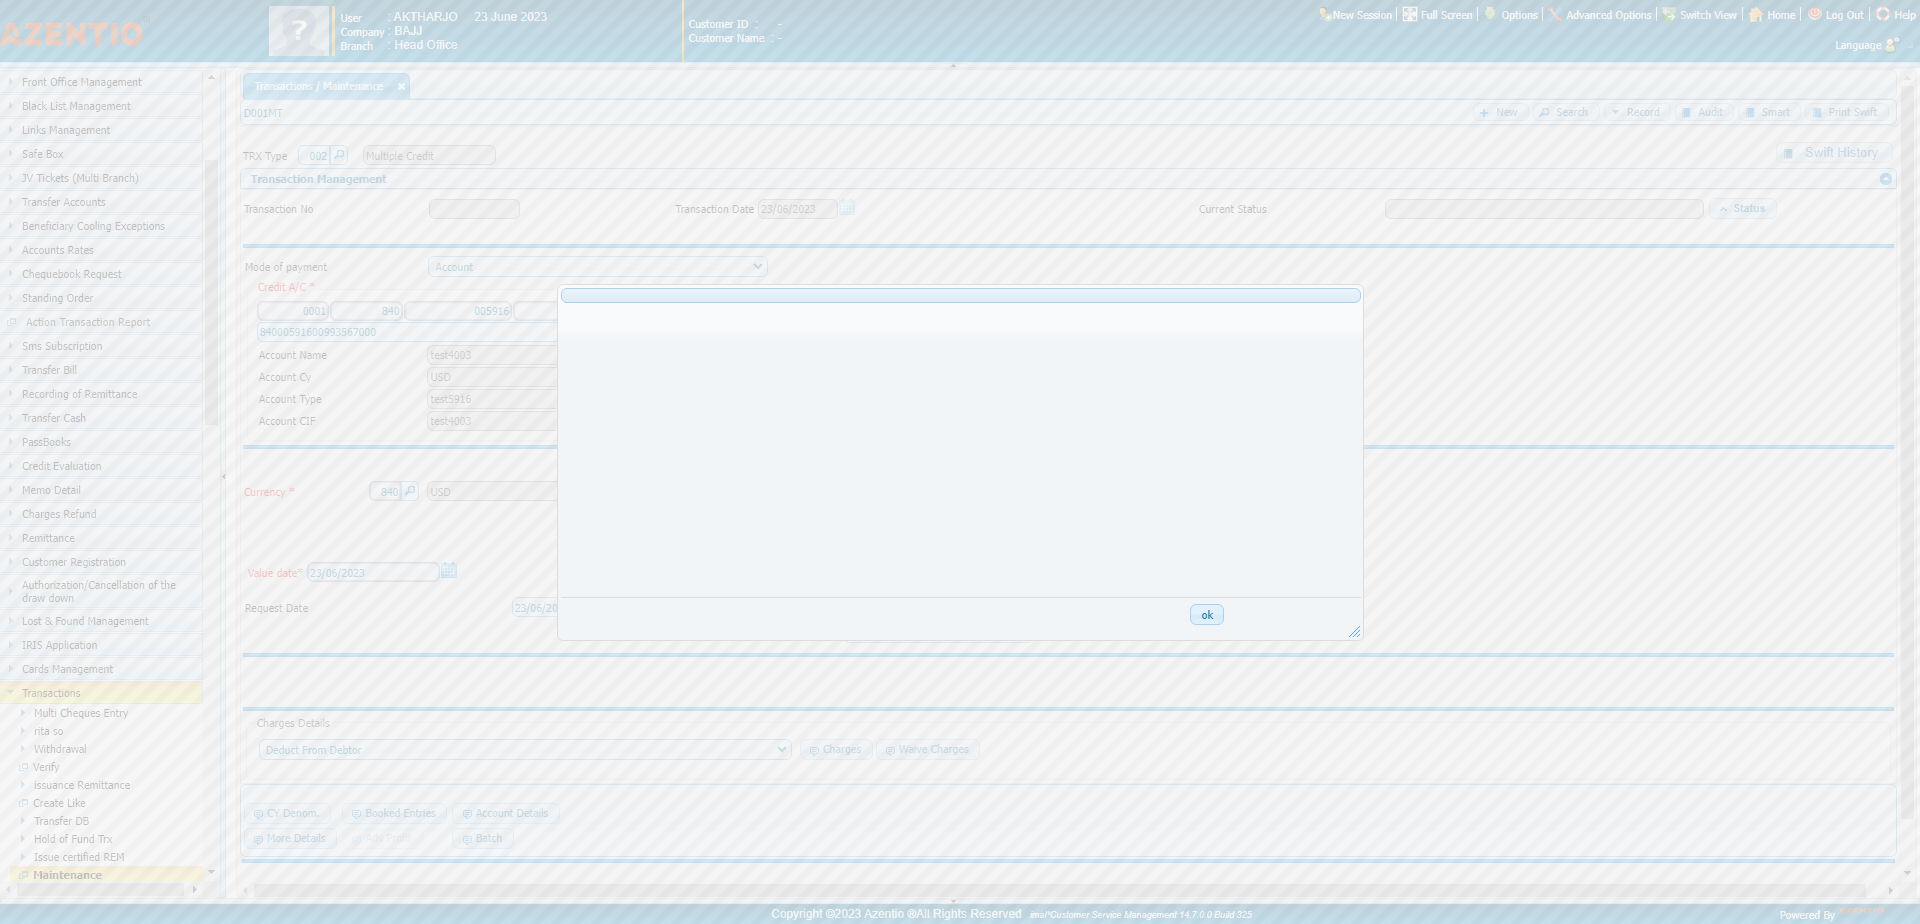 AZENTIO
User : AKTHARJO 23 June 2023
Company : BAJJ
Branch : Head Office
Customer ID : -
Customer Name : -
New Session
Full Screen
Options
Advanced Options
Switch View
Home
Log Out
Help
Language
Front Office Management
Black List Management
Links Management
Safe Box
JV Tickets (Multi Branch)
Transfer Accounts
Beneficiary Cooling Exceptions
Accounts Rates
Chequebook Request
Standing Order
Action Transaction Report
Sms Subscription
Transfer Bill
Recording of Remittance
Transfer Cash
PassBooks
Credit Evaluation
Memo Detail
Charges Refund
Remittance
Customer Registration
Authorization/Cancellation of the
draw down
Lost & Found Management
IRIS Application
Cards Management
Transactions
Multi Cheques Entry
rita so
Withdrawal
Verify
issuance Remittance
Create Like
Transfer DB
Hold of Fund Trx
Issue certified REM
Maintenance
Transactions / Maintenance
D001MT
New
Search
Record
Audit
Smart
Print Swift
TRX Type 002 Multiple Credit
Swift History
Transaction Management
Transaction No
Transaction Date 23/06/2023
Current Status
Status
Mode of payment Account
Credit A/C *
0001 840 005916
84000591600993567000
Account Name test4003
Account Cy USD
Account Type test5916
Account CIF test4003
Currency * 840 USD
Value date* 23/06/2023
Request Date 23/06/20
ok
Charges Details
Deduct From Debtor
Charges
Waive Charges
CY Denom.
Booked Entries
Account Details
More Details
Adv Profit
Batch
Copyright ©2023 Azentio ®All Rights Reserved imal*Customer Service Management 14.7.0.0 Build 325
Powered By